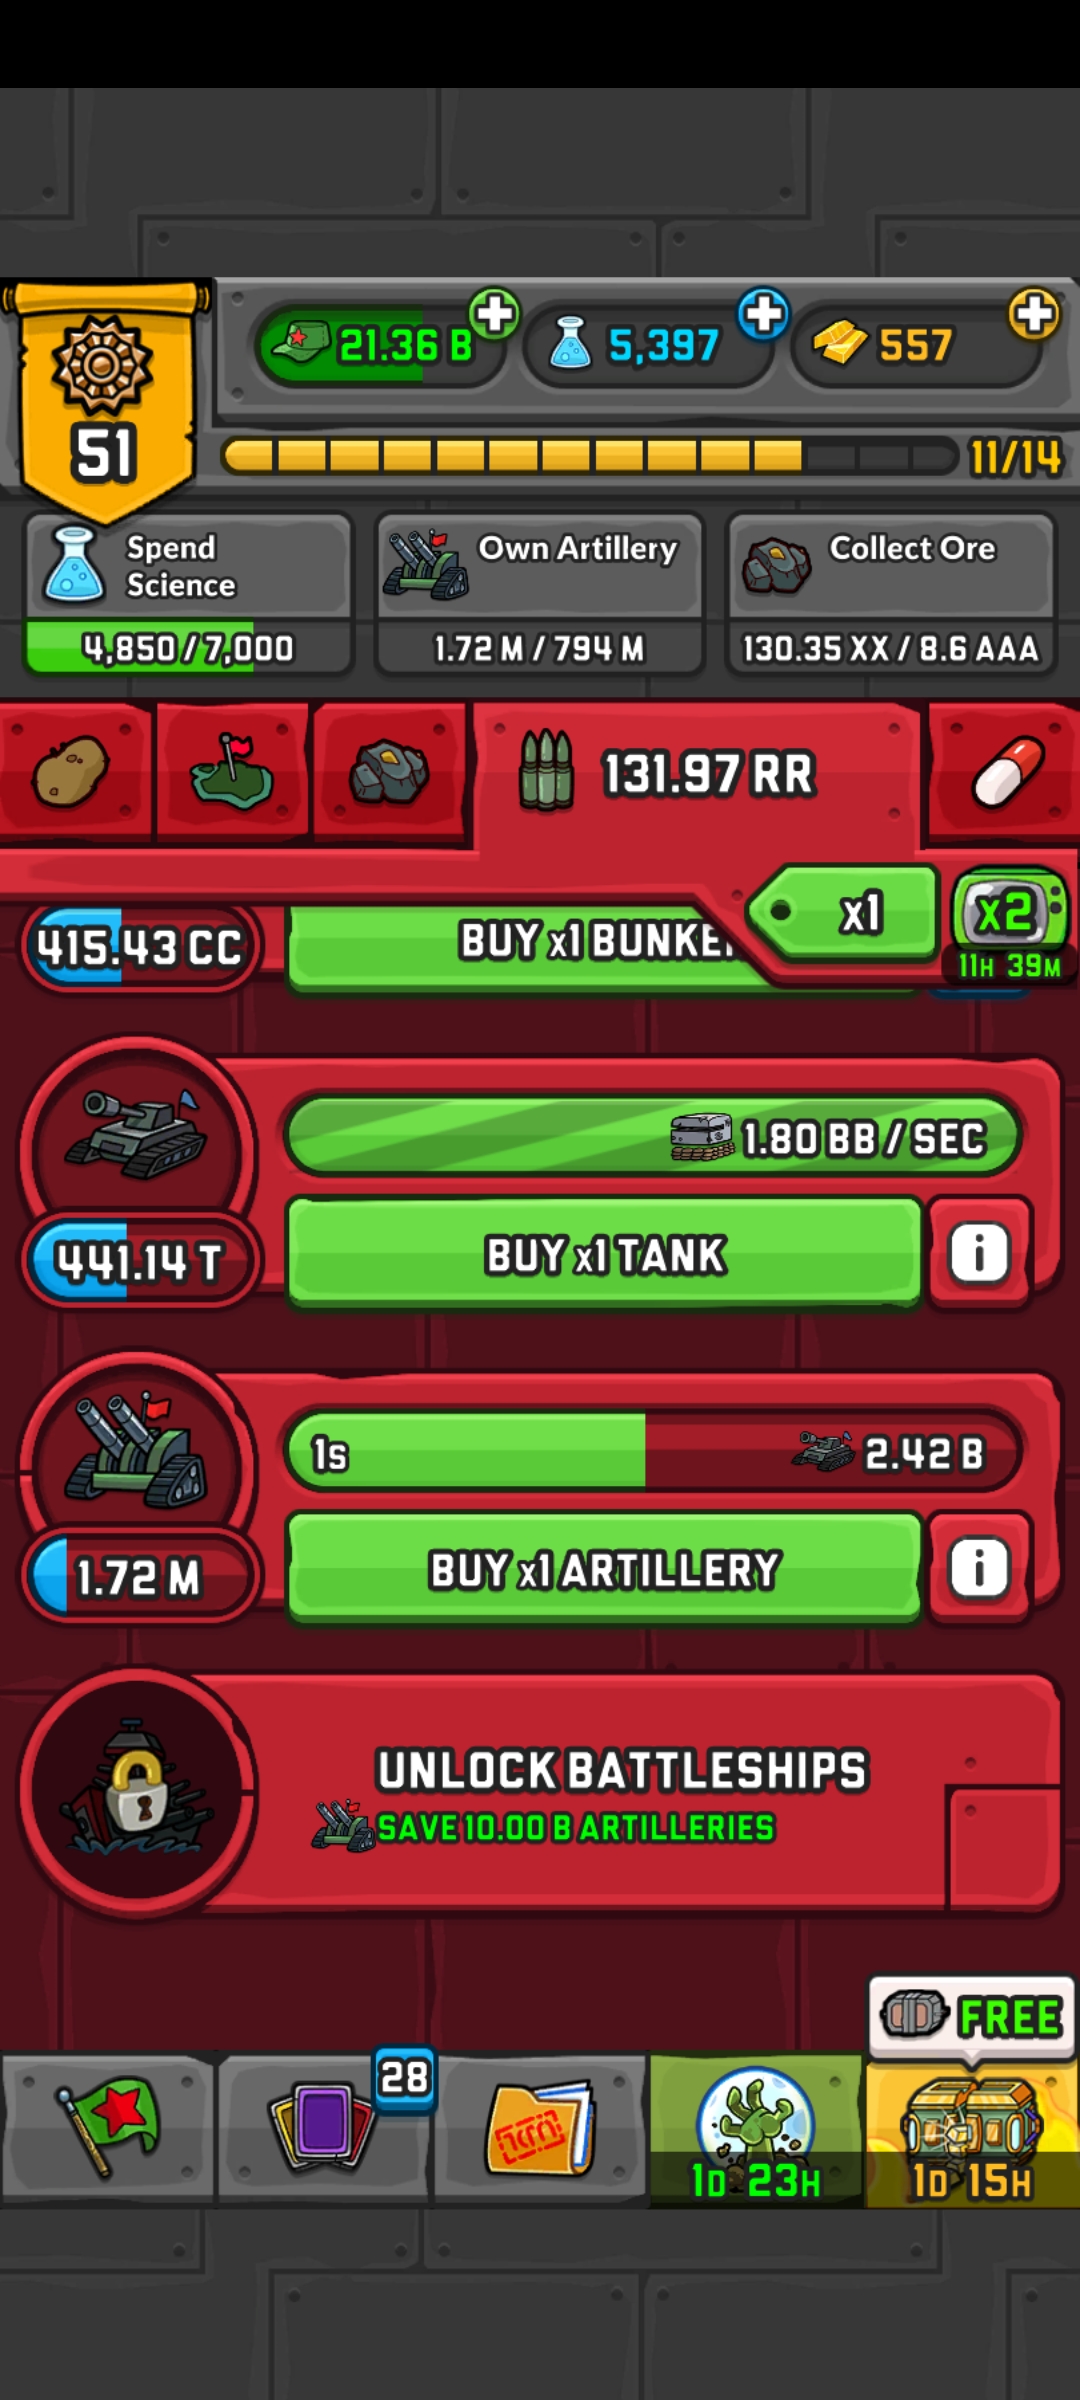 21.36 B
5,397
557
51
11/14
Spend
Science
4,850/7,000
Own Artillery
1.72 M/794 M
Collect Ore
130.35 XX/8.6 AAA
131.97 RR
x1
x2
11H 39M
415.43 CC
BUY x1 BUNKER
1.80 BB/SEC
441.14 T
BUY x1 TANK
i
1s
2.42 B
1.72 M
BUY x1 ARTILLERY
i
UNLOCK BATTLESHIPS
SAVE 10.00 B ARTILLERIES
FREE
28
1D 23H
1D 15H